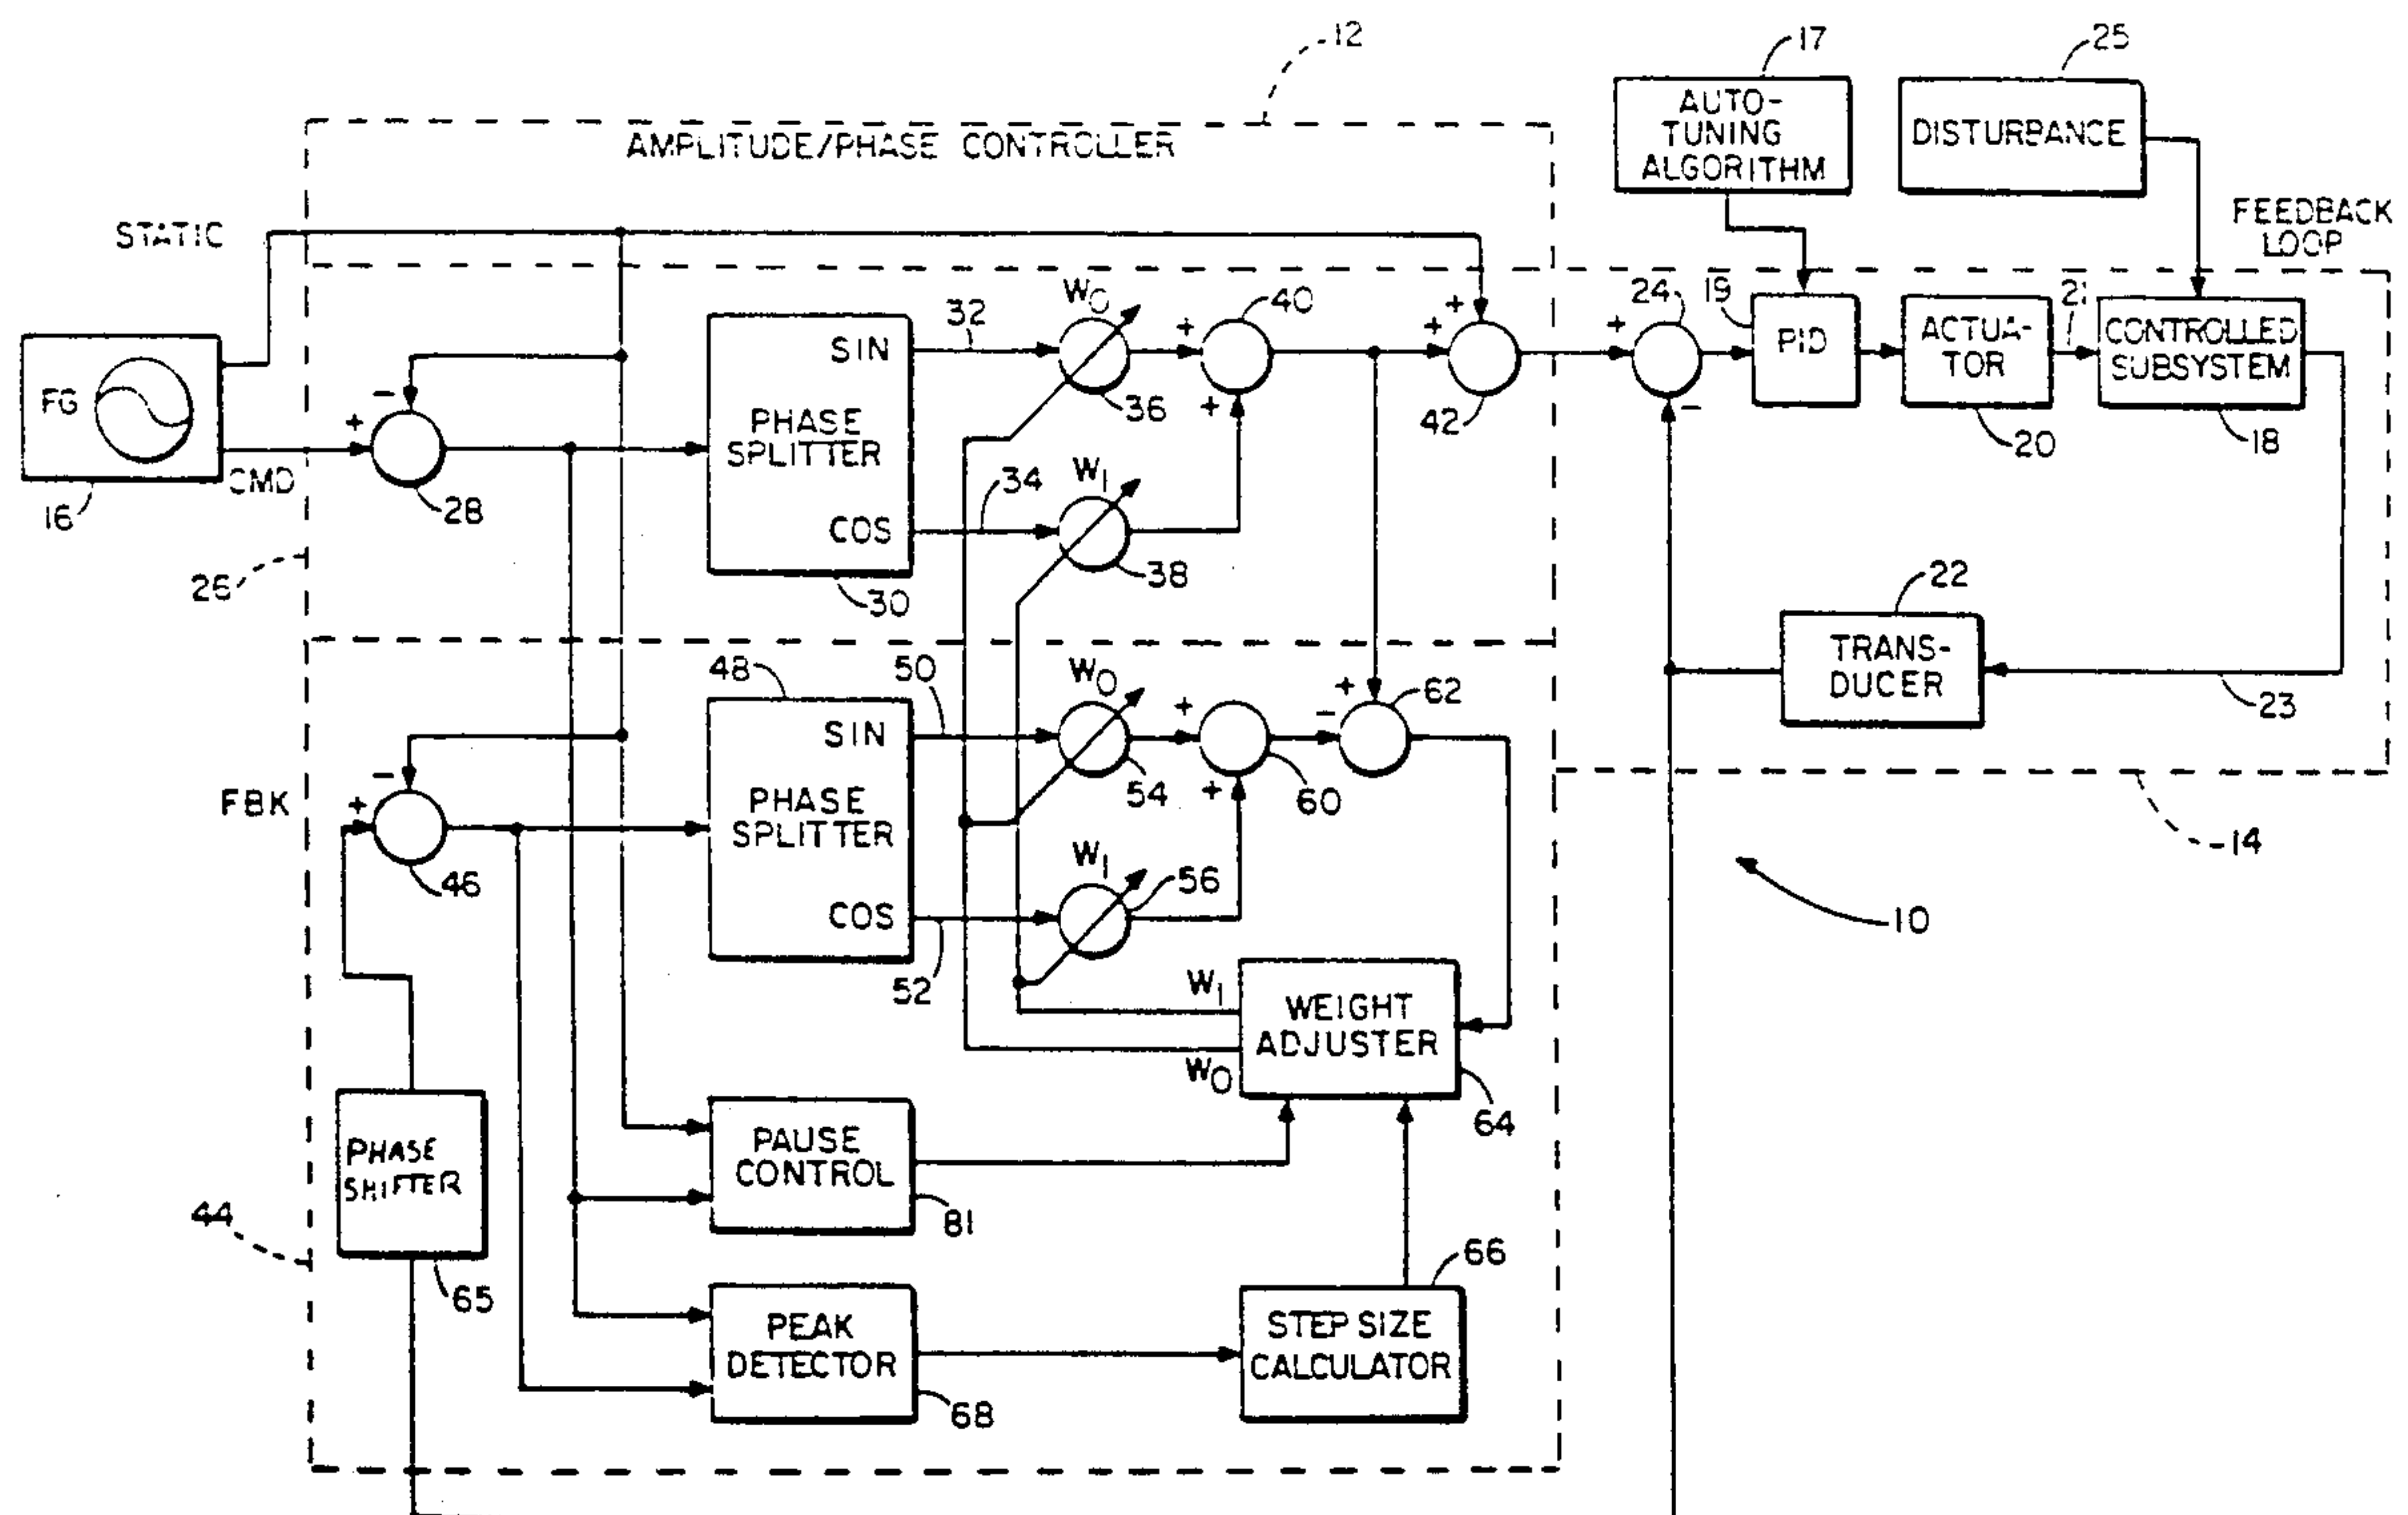 12
17
25
AUTO-
TUNING
ALGORITHM
DISTURBANCE
AMPLITUDE/PHASE CONTROLLER
STATIC
FEEDBACK
LOOP
FG
16
CMD
+
-
28
26
SIN
PHASE
SPLITTER
COS
30
32
W0
36
34
W1
38
+
+
40
+
+
42
+
-
24
19
PID
ACTUA-
TOR
20
21
CONTROLLED
SUBSYSTEM
18
22
TRANS-
DUCER
23
14
10
FBK
+
-
46
48
SIN
PHASE
SPLITTER
COS
50
W0
54
52
W1
56
+
+
60
+
-
62
W1
W0
WEIGHT
ADJUSTER
64
PHASE
SHIFTER
65
44
PAUSE
CONTROL
81
PEAK
DETECTOR
68
66
STEP SIZE
CALCULATOR